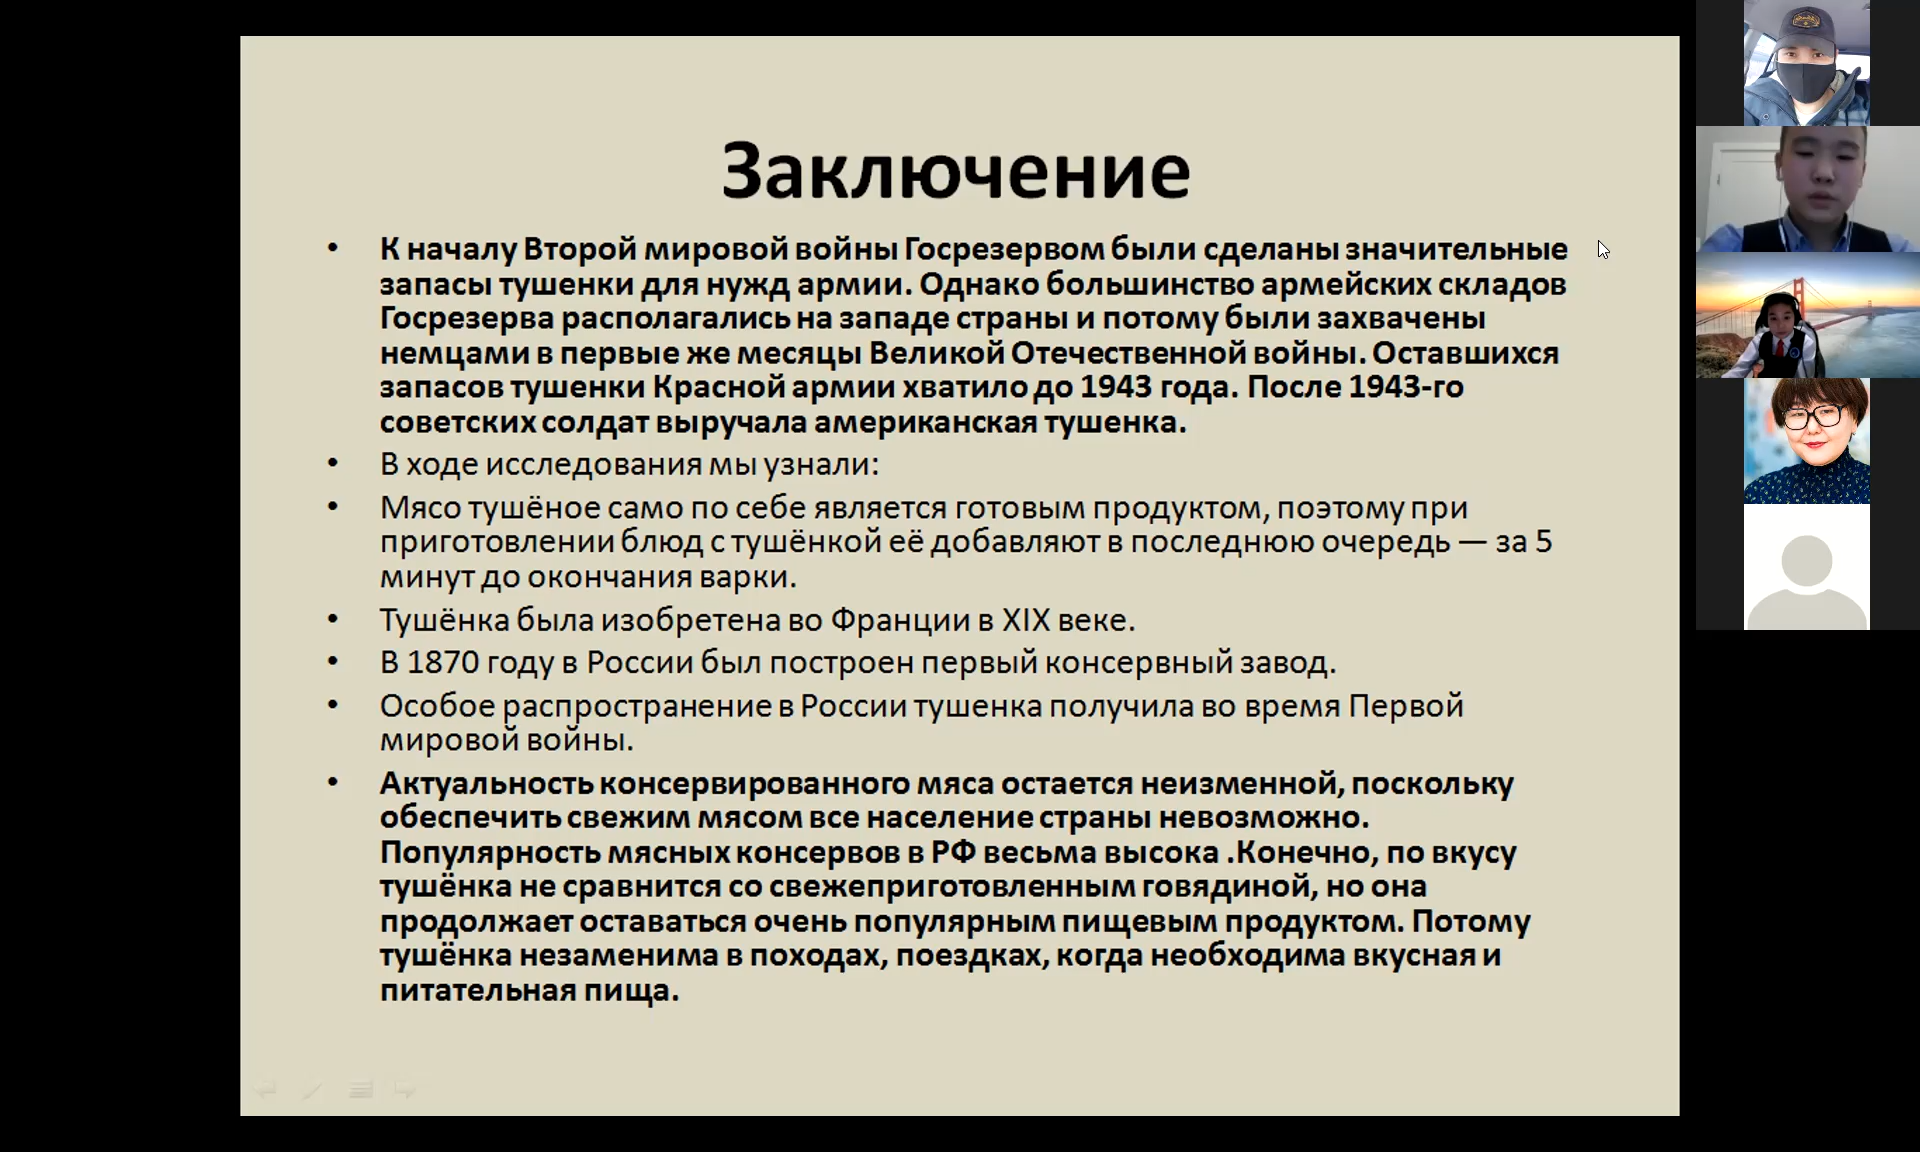 Заключение
• К началу Второй мировой войны Госрезервом были сделаны значительные
запасы тушенки для нужд армии. Однако большинство армейских складов
Госрезерва располагались на западе страны и потому были захвачены
немцами в первые же месяцы Великой Отечественной войны. Оставшихся
запасов тушенки Красной армии хватило до 1943 года. После 1943-го
советских солдат выручала американская тушенка.
• В ходе исследования мы узнали:
• Мясо тушёное само по себе является готовым продуктом, поэтому при
приготовлении блюд с тушёнкой её добавляют в последнюю очередь — за 5
минут до окончания варки.
• Тушёнка была изобретена во Франции в XIX веке.
• В 1870 году в России был построен первый консервный завод.
• Особое распространение в России тушенка получила во время Первой
мировой войны.
• Актуальность консервированного мяса остается неизменной, поскольку
обеспечить свежим мясом все население страны невозможно.
Популярность мясных консервов в РФ весьма высока .Конечно, по вкусу
тушёнка не сравнится со свежеприготовленным говядиной, но она
продолжает оставаться очень популярным пищевым продуктом. Потому
тушёнка незаменима в походах, поездках, когда необходима вкусная и
питательная пища.